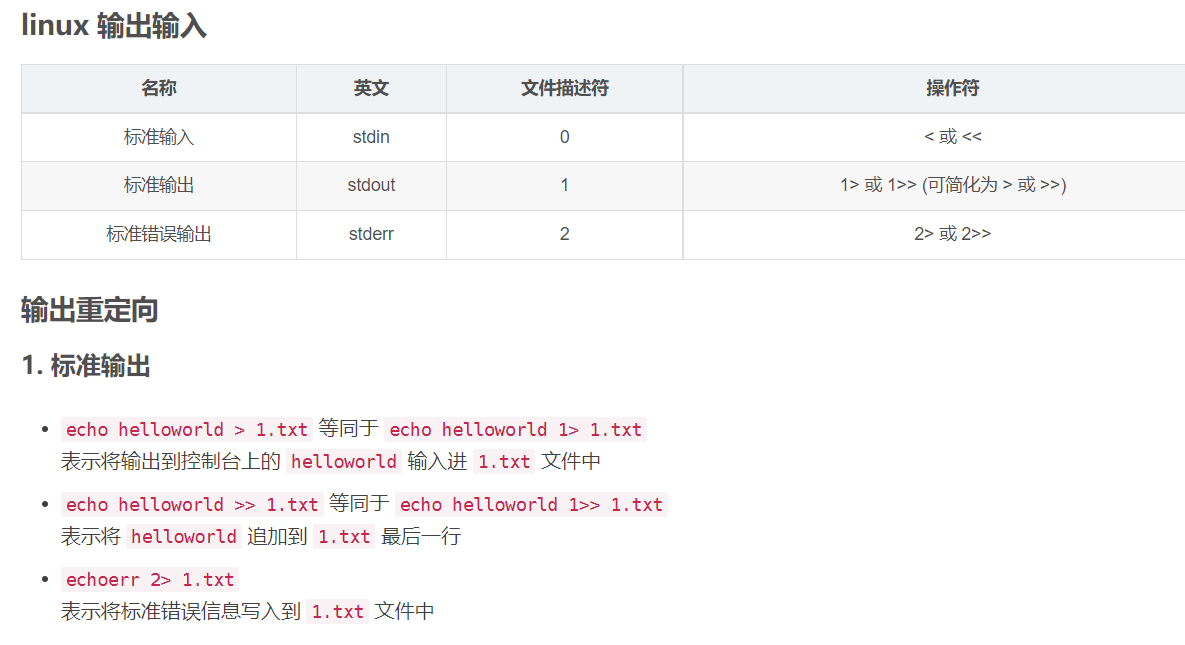 linux 输出输入
名称 英文 文件描述符 操作符
标准输入 stdin 0 < 或 <<
标准输出 stdout 1 1> 或 1>> (可简化为 > 或 >>)
标准错误输出 stderr 2 2> 或 2>>
输出重定向
1. 标准输出
• echo helloworld > 1.txt 等同于 echo helloworld 1> 1.txt
表示将输出到控制台上的 helloworld 输入进 1.txt 文件中
• echo helloworld >> 1.txt 等同于 echo helloworld 1>> 1.txt
表示将 helloworld 追加到 1.txt 最后一行
• echoerr 2> 1.txt
表示将标准错误信息写入到 1.txt 文件中